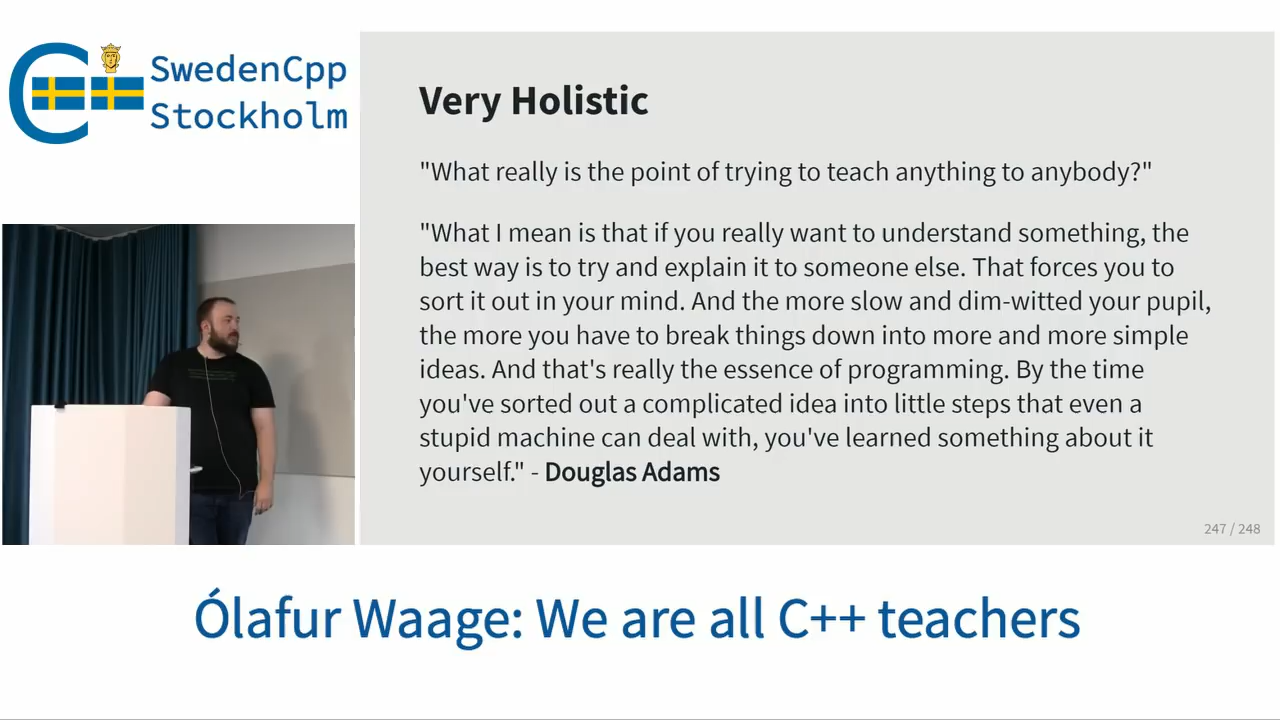 SwedenCpp
Stockholm
Very Holistic
"What really is the point of trying to teach anything to anybody?"
"What I mean is that if you really want to understand something, the
best way is to try and explain it to someone else. That forces you to
sort it out in your mind. And the more slow and dim-witted your pupil,
the more you have to break things down into more and more simple
ideas. And that's really the essence of programming. By the time
you've sorted out a complicated idea into little steps that even a
stupid machine can deal with, you've learned something about it
yourself." - Douglas Adams
247 / 248
Ólafur Waage: We are all C++ teachers